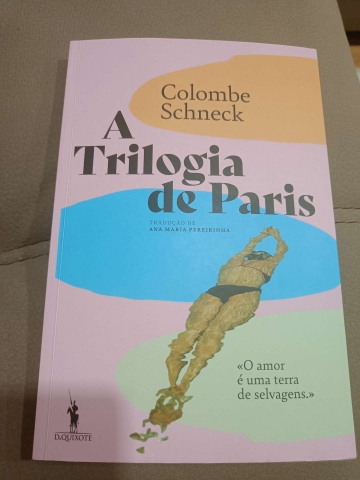 Colombe
Schneck
A
Trilogia
de Paris
TRADUÇÃO DE
ANA MARIA PEREIRINHA
«O amor
é uma terra
de selvagens.»
D.QUIXOTE